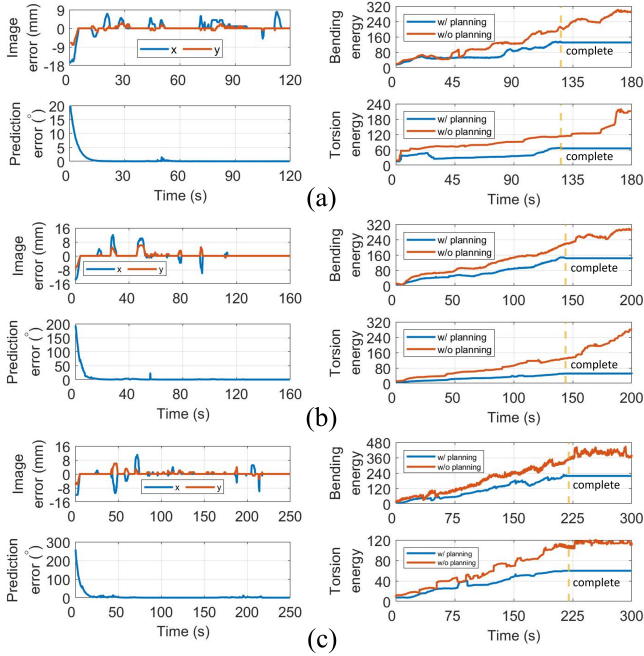 Image error (mm)
9
0
-9
-18
x
y
0
30
60
90
120
Prediction error (°)
20
15
10
5
0
0
30
60
90
120
Time (s)
Bending energy
320
240
160
80
0
w/ planning
w/o planning
complete
0
45
90
135
180
Torsion energy
240
180
120
60
0
w/ planning
w/o planning
complete
0
45
90
135
180
Time (s)
(a)
Image error (mm)
16
8
0
-8
-16
x
y
0
40
80
120
160
Prediction error (°)
200
150
100
50
0
0
40
80
120
160
Time (s)
Bending energy
320
240
160
80
0
w/ planning
w/o planning
complete
0
50
100
150
200
Torsion energy
320
240
160
80
0
w/ planning
w/o planning
complete
0
50
100
150
200
Time (s)
(b)
Image error (mm)
16
8
0
-8
-16
x
y
0
50
100
150
200
250
Prediction error (°)
300
200
100
0
0
50
100
150
200
250
Time (s)
Bending energy
480
360
240
120
0
w/ planning
w/o planning
complete
0
75
150
225
300
Torsion energy
120
80
40
0
w/ planning
w/o planning
complete
0
75
150
225
300
Time (s)
(c)